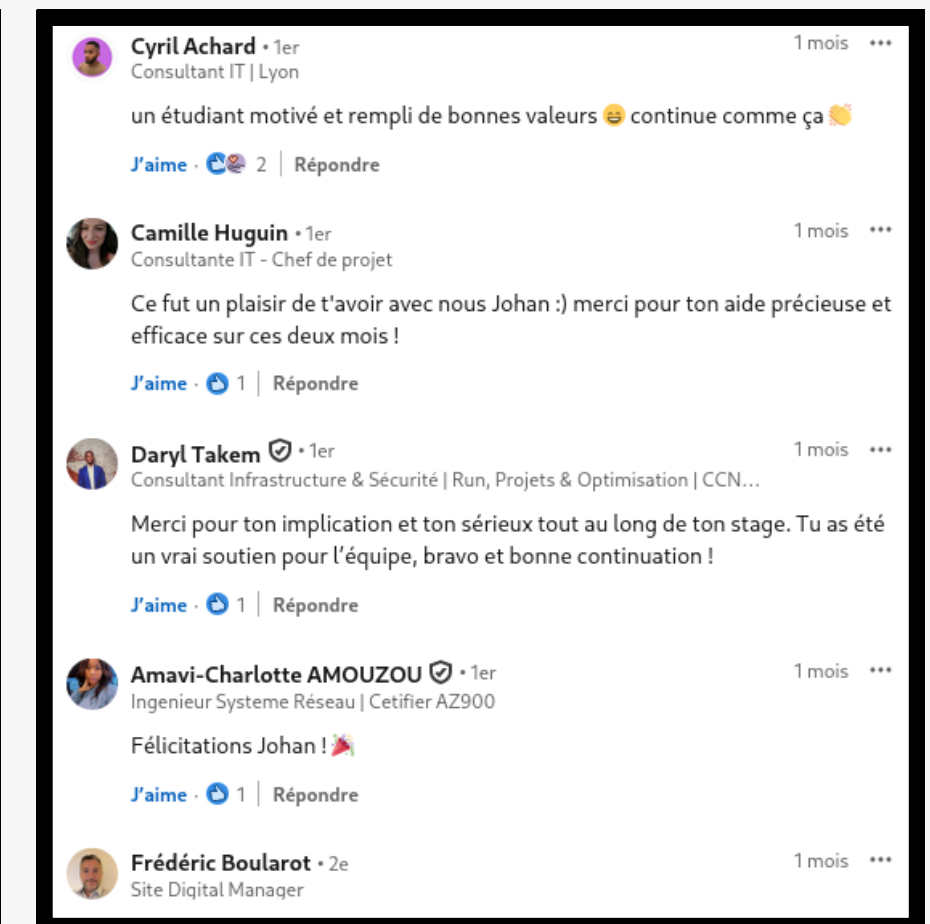 Cyril Achard • 1er
1 mois •••
Consultant IT | Lyon
un étudiant motivé et rempli de bonnes valeurs 😄 continue comme ça 👏
J'aime · 2 | Répondre
Camille Huguin • 1er
1 mois •••
Consultante IT - Chef de projet
Ce fut un plaisir de t'avoir avec nous Johan :) merci pour ton aide précieuse et
efficace sur ces deux mois !
J'aime · 1 | Répondre
Daryl Takem • 1er
1 mois •••
Consultant Infrastructure & Sécurité | Run, Projets & Optimisation | CCN...
Merci pour ton implication et ton sérieux tout au long de ton stage. Tu as été
un vrai soutien pour l’équipe, bravo et bonne continuation !
J'aime · 1 | Répondre
Amavi-Charlotte AMOUZOU • 1er
1 mois •••
Ingenieur Systeme Réseau | Cetifier AZ900
Félicitations Johan ! 🎉
J'aime · 1 | Répondre
Frédéric Boularot • 2e
1 mois •••
Site Digital Manager